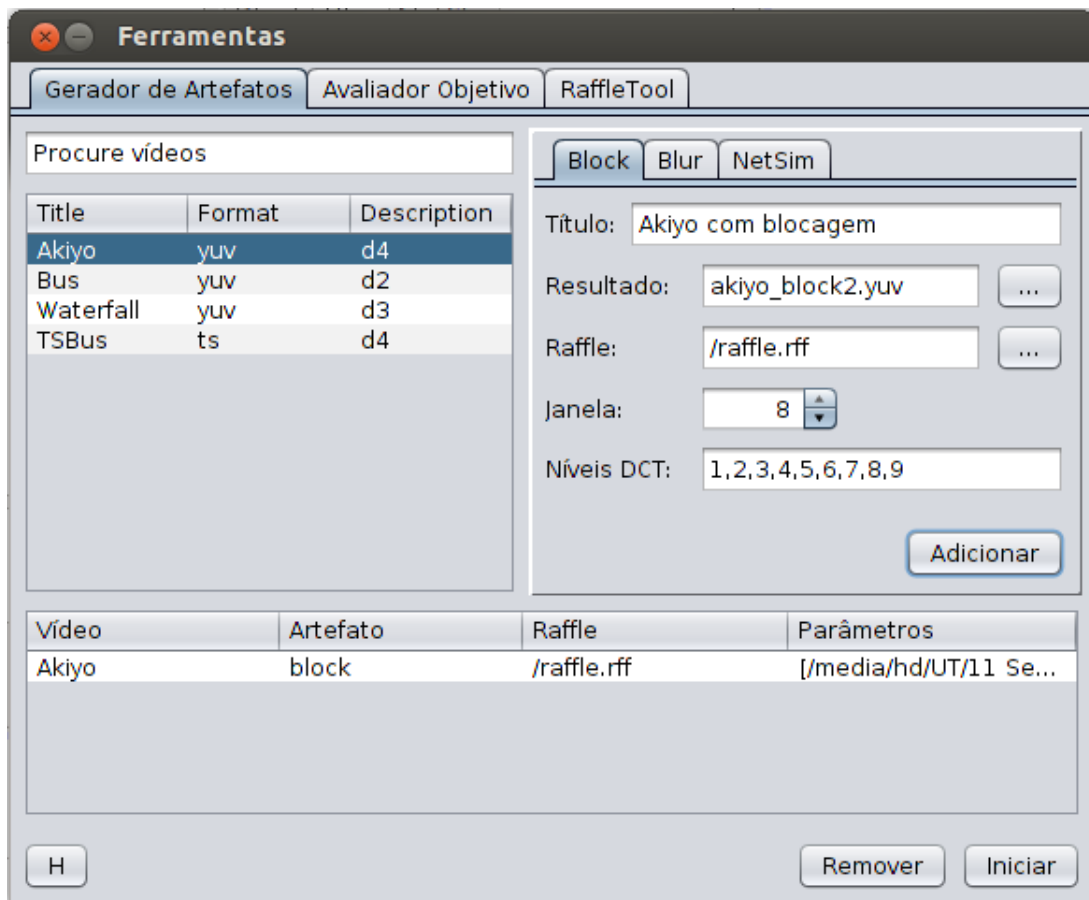 Ferramentas
Gerador de Artefatos Avaliador Objetivo RaffleTool
Procure vídeos
Title Format Description
Akiyo yuv d4
Bus yuv d2
Waterfall yuv d3
TSBus ts d4
Block Blur NetSim
Título: Akiyo com blocagem
Resultado: akiyo_block2.yuv ...
Raffle: /raffle.rff ...
Janela: 8
Níveis DCT: 1,2,3,4,5,6,7,8,9
Adicionar
Vídeo Artefato Raffle Parâmetros
Akiyo block /raffle.rff [/media/hd/UT/11 Se...
H Remover Iniciar